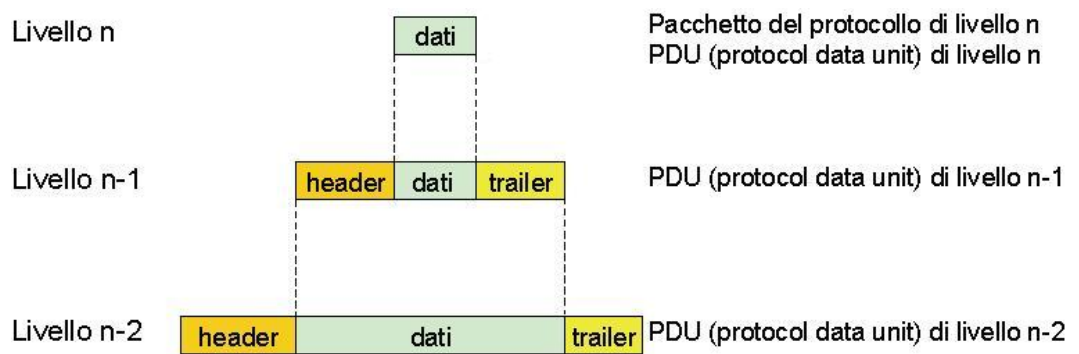 Livello n
dati
Pacchetto del protocollo di livello n
PDU (protocol data unit) di livello n
Livello n-1
header
dati
trailer
PDU (protocol data unit) di livello n-1
Livello n-2
header
dati
trailer
PDU (protocol data unit) di livello n-2